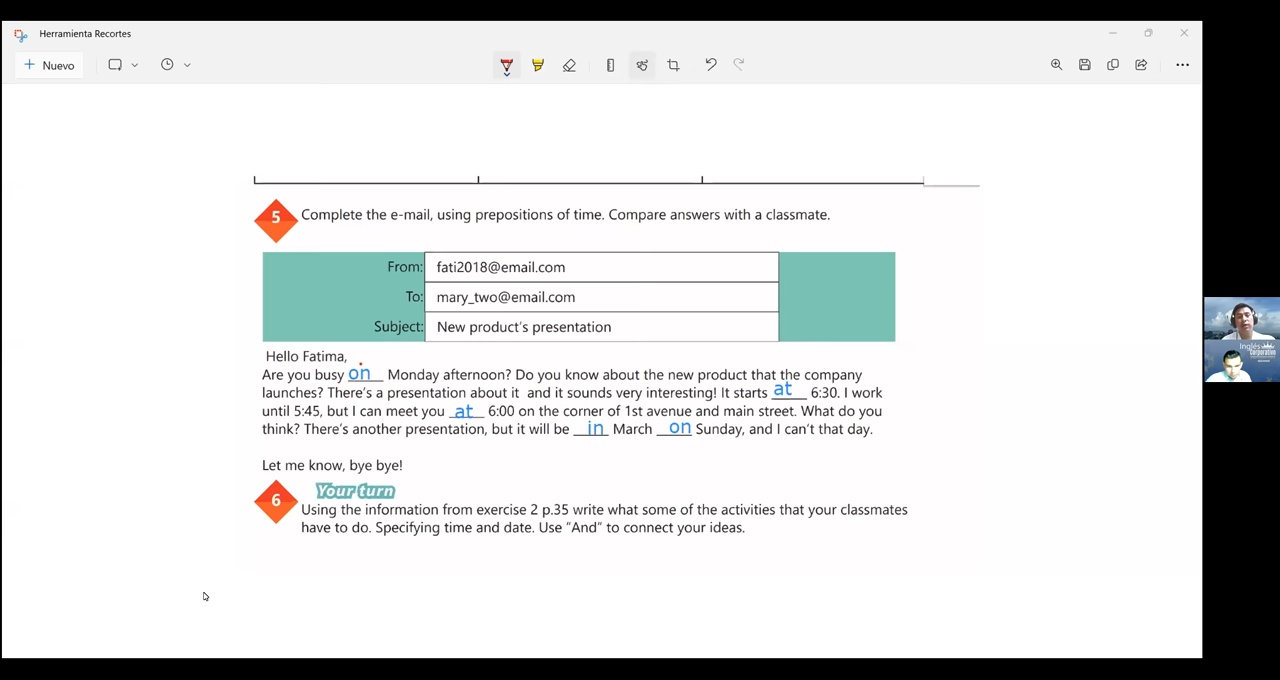 Herramienta Recortes
Nuevo
5 Complete the e-mail, using prepositions of time. Compare answers with a classmate.
From: fati2018@email.com
To: mary_two@email.com
Subject: New product's presentation
Hello Fatima,
Are you busy on Monday afternoon? Do you know about the new product that the company
launches? There's a presentation about it and it sounds very interesting! It starts at 6:30. I work
until 5:45, but I can meet you at 6:00 on the corner of 1st avenue and main street. What do you
think? There's another presentation, but it will be in March on Sunday, and I can't that day.
Let me know, bye bye!
6 Your turn
Using the information from exercise 2 p.35 write what some of the activities that your classmates
have to do. Specifying time and date. Use "And" to connect your ideas.
Inglés
Corporativo